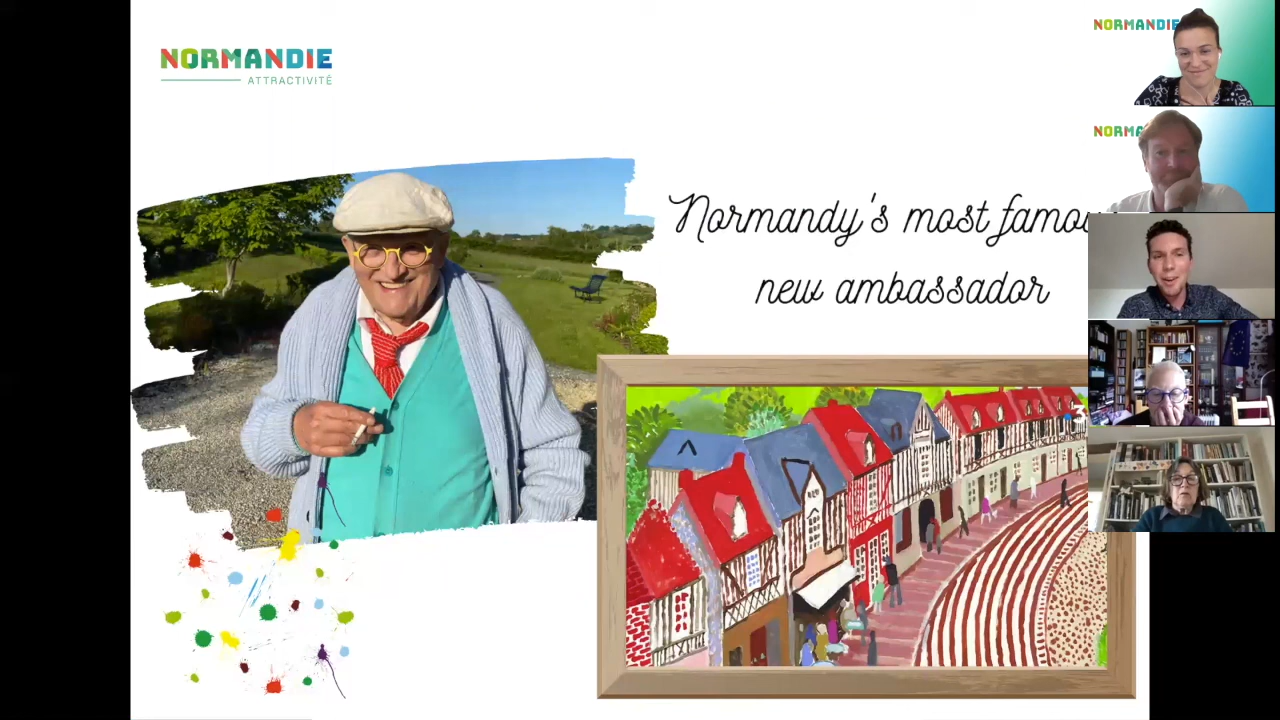 NORMANDIE
ATTRACTIVITÉ
Normandy's most famou
new ambassador
NORMANDIE
NORMA